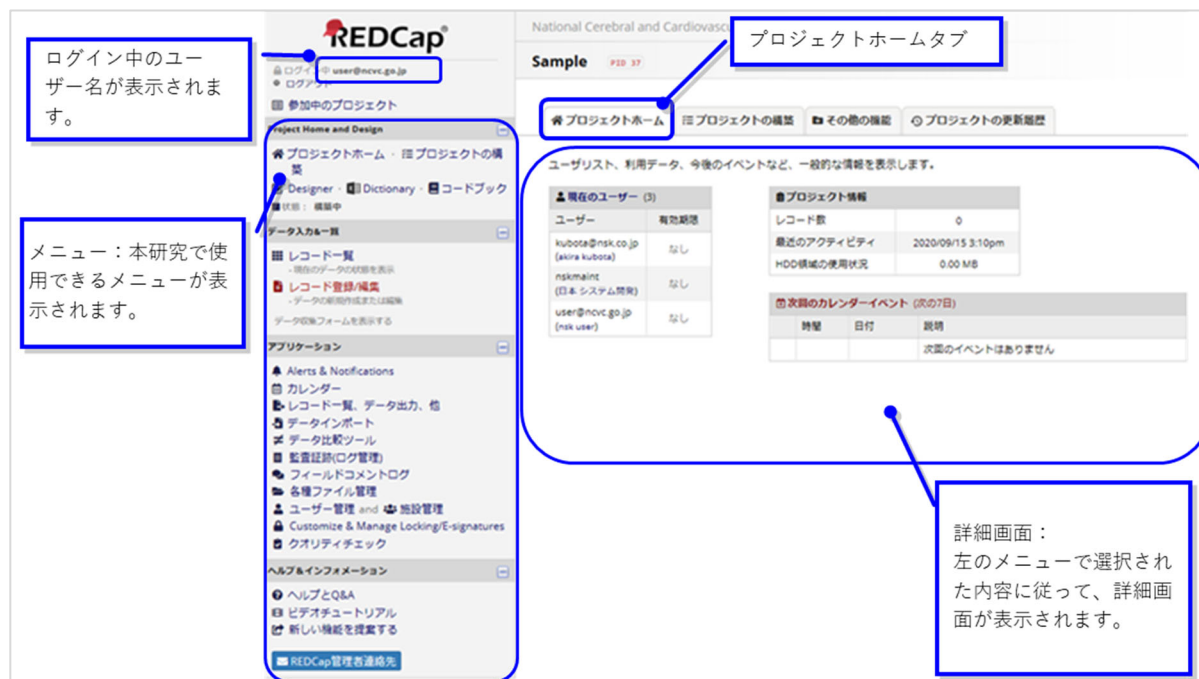 REDCap
ログイン中のユー
ザー名が表示されま
す。
ログイン中 user@ncvc.go.jp
ログアウト
参加中のプロジェクト
Project Home and Design
プロジェクトホーム ・ プロジェクトの構
築
Designer ・ Dictionary ・ コードブック
状態： 構築中
メニュー：本研究で使
用できるメニューが表
示されます。
データ入力&一覧
レコード一覧
- 現在のデータの状態を表示
レコード登録/編集
- データの新規作成または編集
データ収集フォームを表示する
アプリケーション
Alerts & Notifications
カレンダー
レコード一覧、データ出力、他
データインポート
データ比較ツール
監査証跡(ログ管理)
フィールドコメントログ
各種ファイル管理
ユーザー管理 and 施設管理
Customize & Manage Locking/E-signatures
クオリティチェック
ヘルプ&インフォメーション
ヘルプとQ&A
ビデオチュートリアル
新しい機能を提案する
REDCap管理者連絡先
National Cerebral and Cardiovasc
プロジェクトホームタブ
Sample PID 37
プロジェクトホーム プロジェクトの構築 その他の機能 プロジェクトの更新履歴
ユーザリスト、利用データ、今後のイベントなど、一般的な情報を表示します。
現在のユーザー (3)
ユーザー 有効期限
kubota@nsk.co.jp
(akira kubota)
なし
nskmaint
(日本 システム開発)
なし
user@ncvc.go.jp
(nsk user)
なし
プロジェクト情報
レコード数 0
最近のアクティビティ 2020/09/15 3:10pm
HDD領域の使用状況 0.00 MB
次回のカレンダーイベント (次の7日)
時間 日付 説明
次回のイベントはありません
詳細画面：
左のメニューで選択され
た内容に従って、詳細画
面が表示されます。